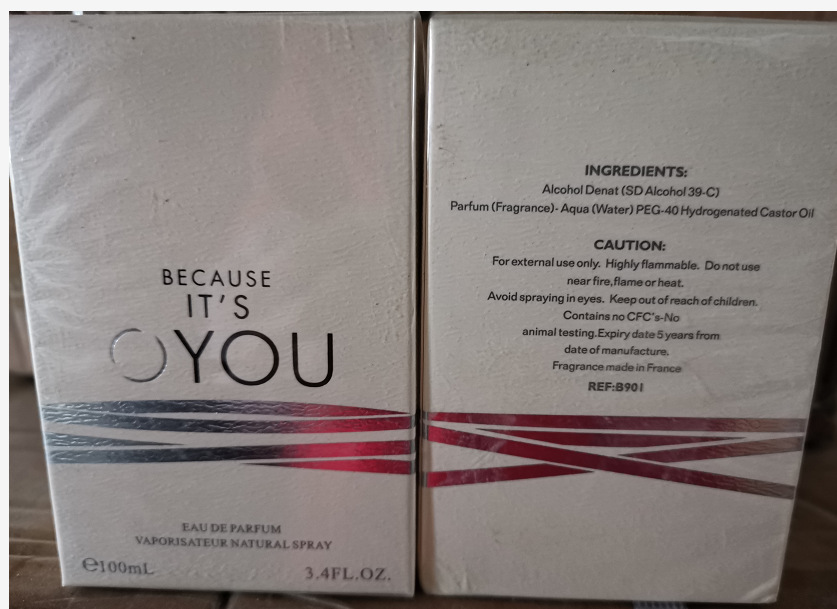 BECAUSE
IT'S
YOU
EAU DE PARFUM
VAPORISATEUR NATURAL SPRAY
℮100mL
3.4FL.OZ.
INGREDIENTS:
Alcohol Denat (SD Alcohol 39-C)
Parfum (Fragrance)- Aqua (Water) PEG-40 Hydrogenated Castor Oil
CAUTION:
For external use only. Highly flammable. Do not use
near fire,flame or heat.
Avoid spraying in eyes. Keep out of reach of children.
Contains no CFC's-No
animal testing.Expiry date 5 years from
date of manufacture.
Fragrance made in France
REF:B901